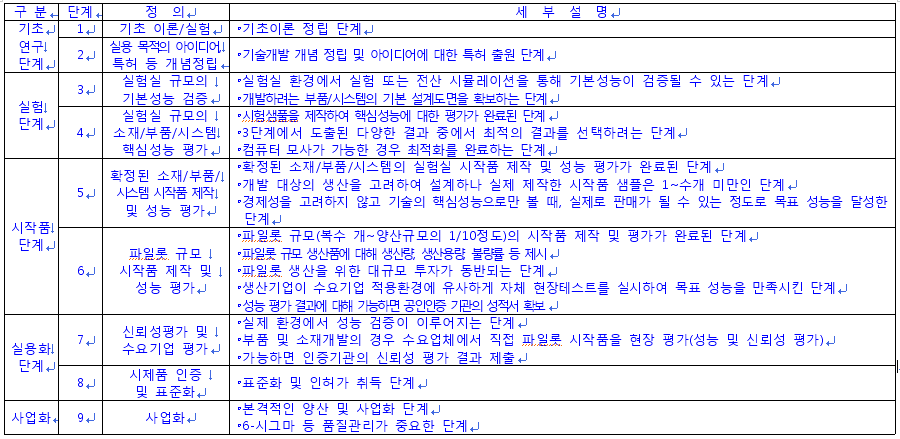 구 분 단계 정 의 세 부 설 명
기초
연구
단계
1 기초 이론/실험 ◦기초이론 정립 단계
2 실용 목적의 아이디어,
특허 등 개념정립
◦기술개발 개념 정립 및 아이디어에 대한 특허 출원 단계
실험
단계
3 실험실 규모의
기본성능 검증
◦실험실 환경에서 실험 또는 전산 시뮬레이션을 통해 기본성능이 검증될 수 있는 단계
◦개발하려는 부품/시스템의 기본 설계도면을 확보하는 단계
4 실험실 규모의
소재/부품/시스템
핵심성능 평가
◦시험샘플을 제작하여 핵심성능에 대한 평가가 완료된 단계
◦3단계에서 도출된 다양한 결과 중에서 최적의 결과를 선택하려는 단계
◦컴퓨터 모사가 가능한 경우 최적화를 완료하는 단계
시작품
단계
5 확정된 소재/부품/
시스템 시작품 제작
및 성능 평가
◦확정된 소재/부품/시스템의 실험실 시작품 제작 및 성능 평가가 완료된 단계
◦개발 대상의 생산을 고려하여 설계하나 실제 제작한 시작품 샘플은 1~수개 미만인 단계
◦경제성을 고려하지 않고 기술의 핵심성능으로만 볼 때, 실제로 판매가 될 수 있는 정도로 목표 성능을 달성한
단계
6 파일롯 규모
시작품 제작 및
성능 평가
◦파일롯 규모(복수 개~양산규모의 1/10정도)의 시작품 제작 및 평가가 완료된 단계
◦파일롯 규모 생산품에 대해 생산량, 생산용량, 불량률 등 제시
◦파일롯 생산을 위한 대규모 투자가 동반되는 단계
◦생산기업이 수요기업 적용환경에 유사하게 자체 현장테스트를 실시하여 목표 성능을 만족시킨 단계
◦성능 평가 결과에 대해 가능하면 공인인증 기관의 성적서 확보
실용화
단계
7 신뢰성평가 및
수요기업 평가
◦실제 환경에서 성능 검증이 이루어지는 단계
◦부품 및 소재개발의 경우 수요업체에서 직접 파일롯 시작품을 현장 평가(성능 및 신뢰성 평가)
◦가능하면 인증기관의 신뢰성 평가 결과 제출
8 시제품 인증
및 표준화
◦표준화 및 인허가 취득 단계
사업화 9 사업화
◦본격적인 양산 및 사업화 단계
◦6-시그마 등 품질관리가 중요한 단계